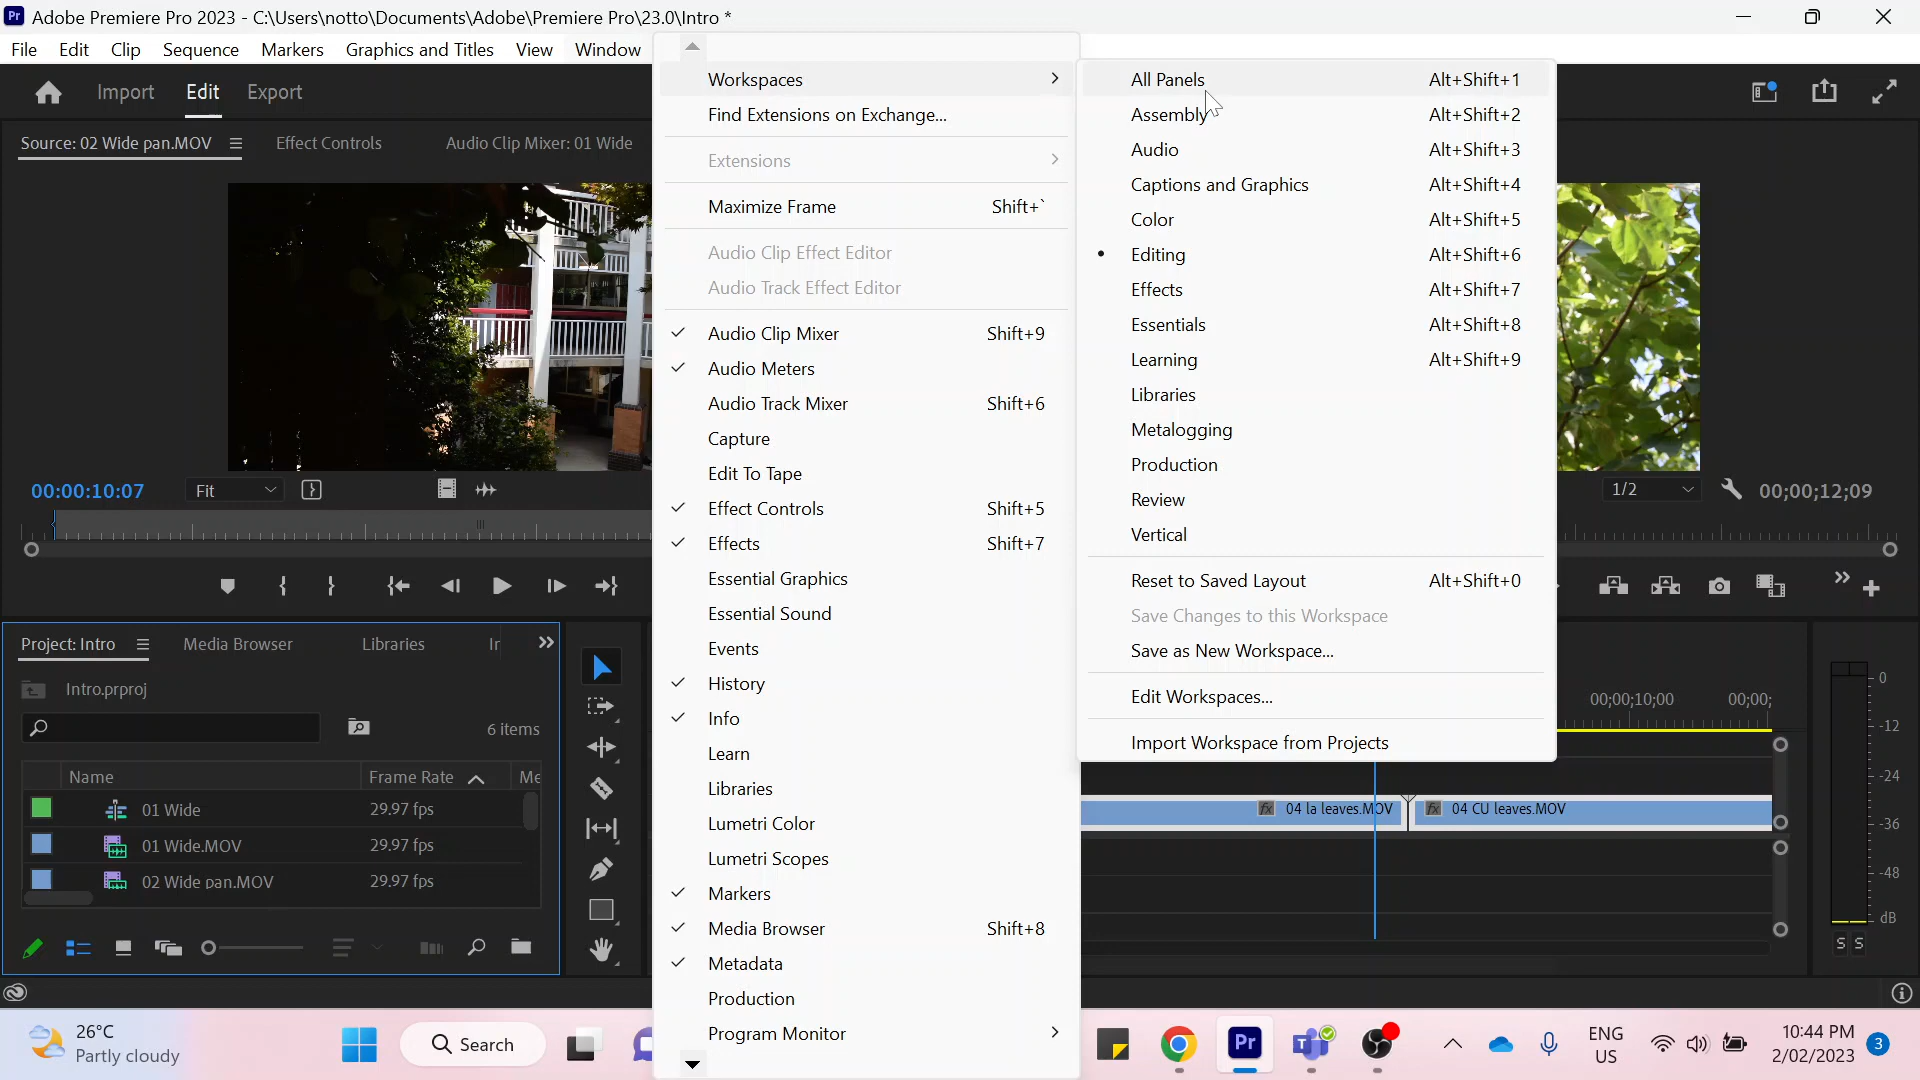 Pr Adobe Premiere Pro 2023 - C:\Users\notto\Documents\Adobe\Premiere Pro\23.0\Intro *
File Edit Clip Sequence Markers Graphics and Titles View Window
Import Edit Export
Source: 02 Wide pan.MOV Effect Controls Audio Clip Mixer: 01 Wide
00:00:10:07 Fit
Workspaces
Find Extensions on Exchange...
Extensions
Maximize Frame Shift+`
Audio Clip Effect Editor
Audio Track Effect Editor
Audio Clip Mixer Shift+9
Audio Meters
Audio Track Mixer Shift+6
Capture
Edit To Tape
Effect Controls Shift+5
Effects Shift+7
Essential Graphics
Essential Sound
Events
History
Info
Learn
Libraries
Lumetri Color
Lumetri Scopes
Markers
Media Browser Shift+8
Metadata
Production
Program Monitor
All Panels Alt+Shift+1
Assembly Alt+Shift+2
Audio Alt+Shift+3
Captions and Graphics Alt+Shift+4
Color Alt+Shift+5
Editing Alt+Shift+6
Effects Alt+Shift+7
Essentials Alt+Shift+8
Learning Alt+Shift+9
Libraries
Metalogging
Production
Review
Vertical
Reset to Saved Layout Alt+Shift+0
Save Changes to this Workspace
Save as New Workspace...
Edit Workspaces...
Import Workspace from Projects
1/2 00;00;12;09
Project: Intro Media Browser Libraries Ir
Intro.prproj
6 items
Name Frame Rate Me
01 Wide 29.97 fps
01 Wide.MOV 29.97 fps
02 Wide pan.MOV 29.97 fps
00;00;10;00 00;00;
fx 04 la leaves.MOV fx 04 CU leaves.MOV
0
-12
-24
-36
-48
dB
S S
26°C
Partly cloudy
Search
Pr
ENG
US
10:44 PM
2/02/2023
3